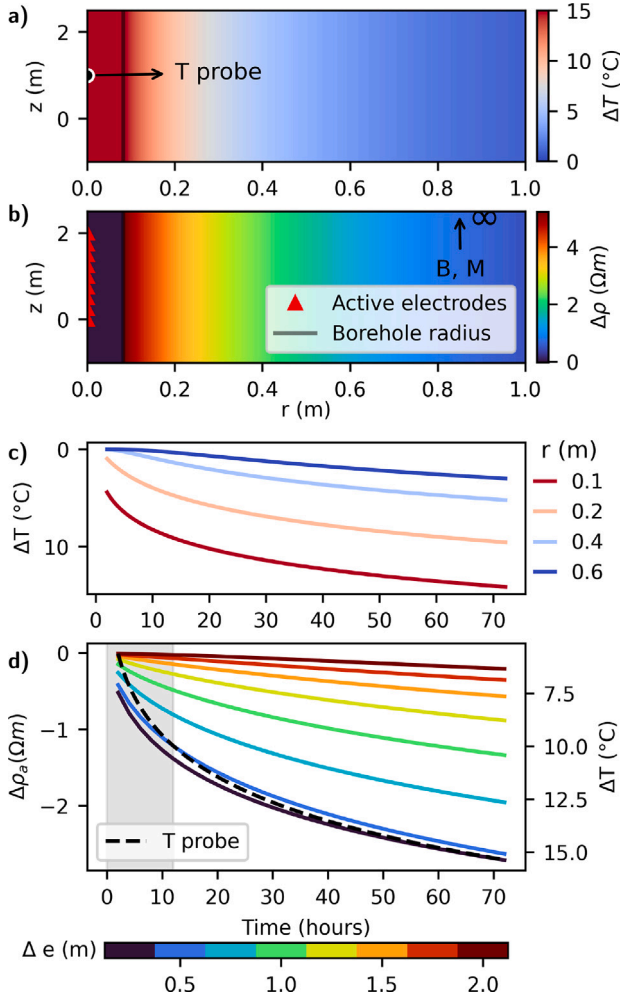 a)
2
0
z (m)
T probe
0.0 0.2 0.4 0.6 0.8 1.0
15
10
5
0
ΔT (°C)
b)
2
0
z (m)
∞
B, M
Active electrodes
Borehole radius
0.0 0.2 0.4 0.6 0.8 1.0
r (m)
4
2
0
Δρ (Ωm)
c)
0
10
ΔT (°C)
0 10 20 30 40 50 60 70
r (m)
0.1
0.2
0.4
0.6
d)
0
−1
−2
Δρₐ(Ωm)
T probe
7.5
10.0
12.5
15.0
ΔT (°C)
0 10 20 30 40 50 60 70
Time (hours)
Δ e (m)
0.5 1.0 1.5 2.0